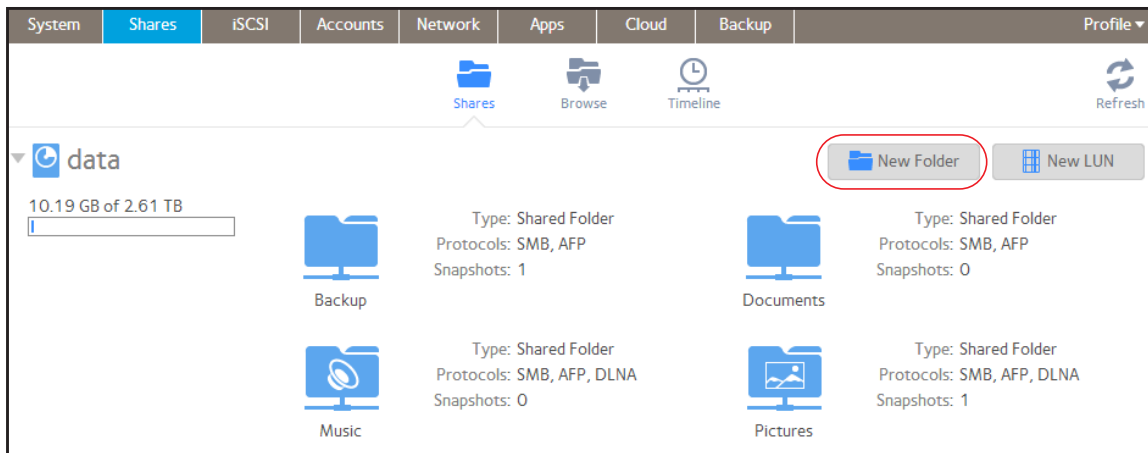 System Shares iSCSI Accounts Network Apps Cloud Backup Profile
Shares Browse Timeline Refresh
data New Folder New LUN
10.19 GB of 2.61 TB
Type: Shared Folder
Protocols: SMB, AFP
Snapshots: 1
Backup
Type: Shared Folder
Protocols: SMB, AFP
Snapshots: 0
Documents
Type: Shared Folder
Protocols: SMB, AFP, DLNA
Snapshots: 0
Music
Type: Shared Folder
Protocols: SMB, AFP, DLNA
Snapshots: 1
Pictures